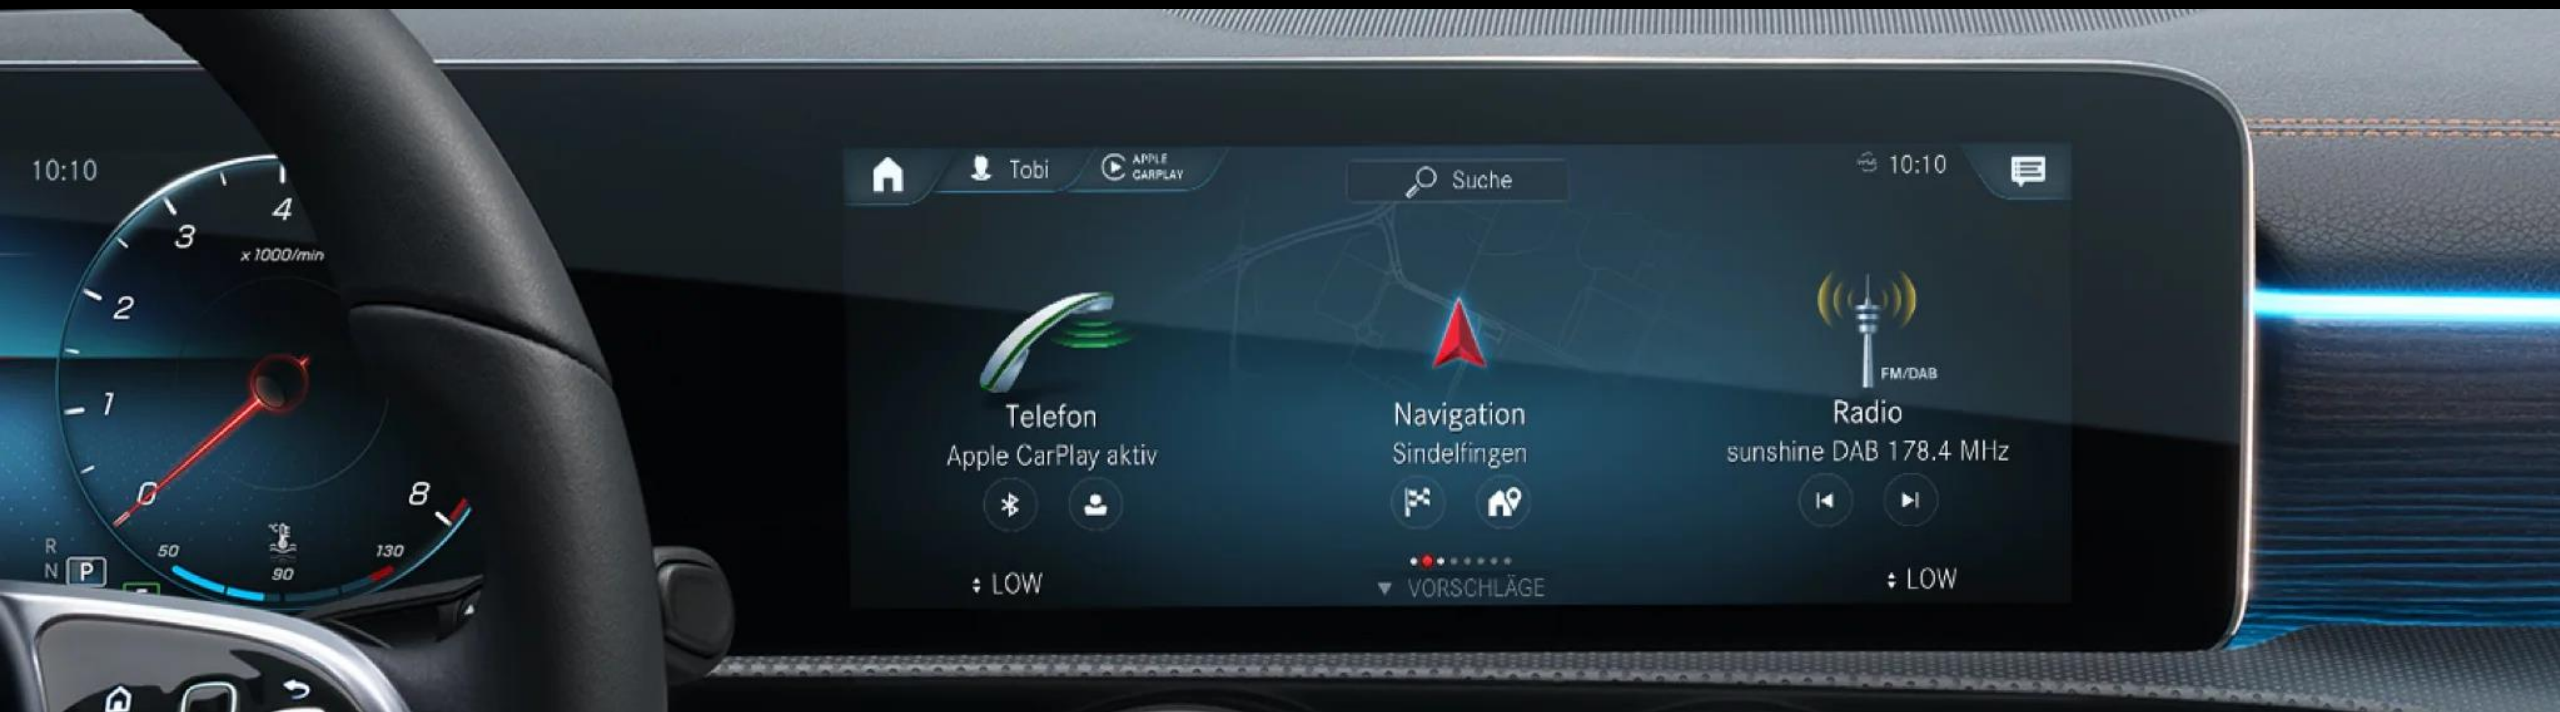 10:10
4
3
x 1000/min
2
1
0
8
50
°C
130
90
R
N P
Tobi
APPLE
CARPLAY
Suche
10:10
Telefon
Apple CarPlay aktiv
Navigation
Sindelfingen
FM/DAB
Radio
sunshine DAB 178.4 MHz
LOW
VORSCHLÄGE
LOW